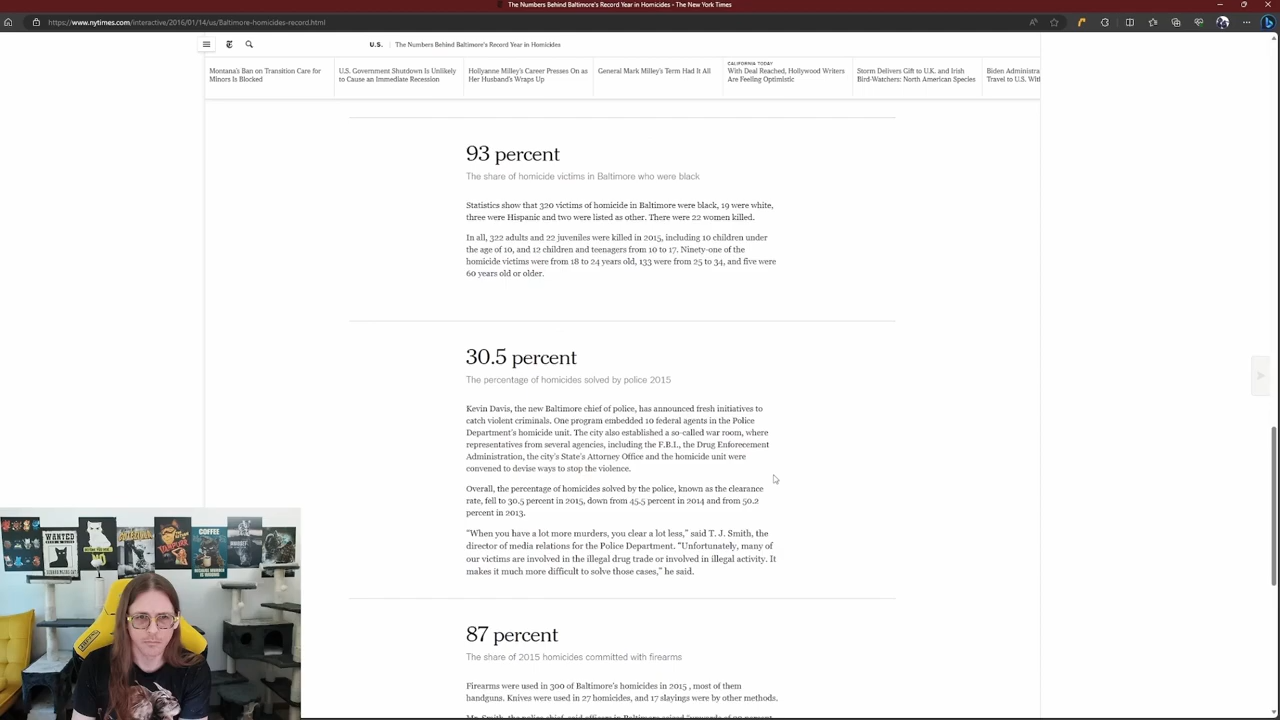 The Numbers Behind Baltimore's Record Year in Homicides - The New York Times
https://www.nytimes.com/interactive/2016/01/14/us/Baltimore-homicides-record.html
U.S. | The Numbers Behind Baltimore's Record Year in Homicides
Montana's Ban on Transition Care for
Minors Is Blocked
U.S. Government Shutdown Is Unlikely
to Cause an Immediate Recession
Hollyanne Milley's Career Presses On as
Her Husband's Wraps Up
General Mark Milley's Term Had It All
CALIFORNIA TODAY
With Deal Reached, Hollywood Writers
Are Feeling Optimistic
Storm Delivers Gift to U.K. and Irish
Bird-Watchers: North American Species
Biden Administra
Travel to U.S. Wit
93 percent
The share of homicide victims in Baltimore who were black
Statistics show that 320 victims of homicide in Baltimore were black, 19 were white,
three were Hispanic and two were listed as other. There were 22 women killed.
In all, 322 adults and 22 juveniles were killed in 2015, including 10 children under
the age of 10, and 12 children and teenagers from 10 to 17. Ninety-one of the
homicide victims were from 18 to 24 years old, 133 were from 25 to 34, and five were
60 years old or older.
30.5 percent
The percentage of homicides solved by police 2015
Kevin Davis, the new Baltimore chief of police, has announced fresh initiatives to
catch violent criminals. One program embedded 10 federal agents in the Police
Department's homicide unit. The city also established a so-called war room, where
representatives from several agencies, including the F.B.I., the Drug Enforcement
Administration, the city's State's Attorney Office and the homicide unit were
convened to devise ways to stop the violence.
Overall, the percentage of homicides solved by the police, known as the clearance
rate, fell to 30.5 percent in 2015, down from 45.5 percent in 2014 and from 50.2
percent in 2013.
"When you have a lot more murders, you clear a lot less," said T. J. Smith, the
director of media relations for the Police Department. "Unfortunately, many of
our victims are involved in the illegal drug trade or involved in illegal activity. It
makes it much more difficult to solve those cases," he said.
87 percent
The share of 2015 homicides committed with firearms
Firearms were used in 300 of Baltimore's homicides in 2015 , most of them
handguns. Knives were used in 27 homicides, and 17 slayings were by other methods.
WANTED
COFFEE